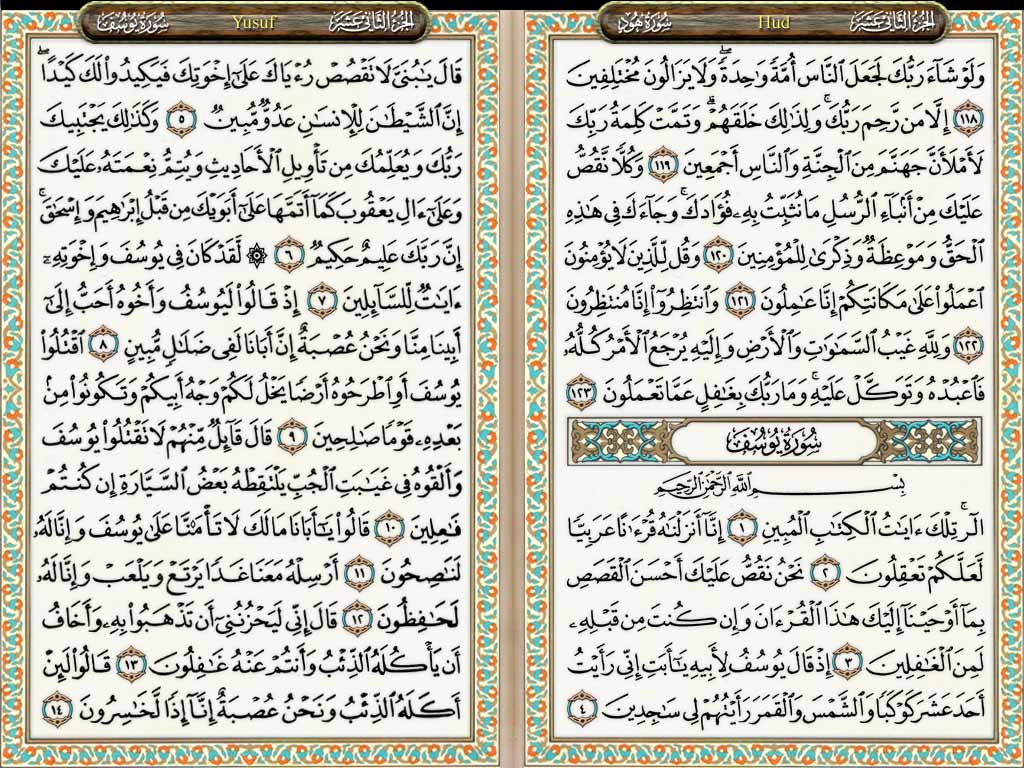 سُورَةُ هُودٍ Hud الجُزءُ الثَّانِي عَشَرَ
وَلَوْ شَآءَ رَبُّكَ لَجَعَلَ ٱلنَّاسَ أُمَّةً وَٰحِدَةً ۖ وَلَا يَزَالُونَ مُخْتَلِفِينَ
١١٨ إِلَّا مَن رَّحِمَ رَبُّكَ ۚ وَلِذَٰلِكَ خَلَقَهُمْ ۗ وَتَمَّتْ كَلِمَةُ رَبِّكَ
لَأَمْلَأَنَّ جَهَنَّمَ مِنَ ٱلْجِنَّةِ وَٱلنَّاسِ أَجْمَعِينَ ١١٩ وَكُلًّا نَّقُصُّ
عَلَيْكَ مِنْ أَنۢبَآءِ ٱلرُّسُلِ مَا نُثَبِّتُ بِهِۦ فُؤَادَكَ ۚ وَجَآءَكَ فِى هَٰذِهِ
ٱلْحَقُّ وَمَوْعِظَةٌ وَذِكْرَىٰ لِلْمُؤْمِنِينَ ١٢٠ وَقُل لِّلَّذِينَ لَا يُؤْمِنُونَ
ٱعْمَلُوا۟ عَلَىٰ مَكَانَتِكُمْ إِنَّا عَٰمِلُونَ ١٢١ وَٱنتَظِرُوٓا۟ إِنَّا مُنتَظِرُونَ
١٢٢ وَلِلَّهِ غَيْبُ ٱلسَّمَٰوَٰتِ وَٱلْأَرْضِ وَإِلَيْهِ يُرْجَعُ ٱلْأَمْرُ كُلُّهُۥ
فَٱعْبُدْهُ وَتَوَكَّلْ عَلَيْهِ ۚ وَمَا رَبُّكَ بِغَٰفِلٍ عَمَّا تَعْمَلُونَ ١٢٣
سُورَةُ يُوسُفَ
بِسْمِ ٱللَّهِ ٱلرَّحْمَٰنِ ٱلرَّحِيمِ
الٓر ۚ تِلْكَ ءَايَٰتُ ٱلْكِتَٰبِ ٱلْمُبِينِ ١ إِنَّآ أَنزَلْنَٰهُ قُرْءَٰنًا عَرَبِيًّا
لَّعَلَّكُمْ تَعْقِلُونَ ٢ نَحْنُ نَقُصُّ عَلَيْكَ أَحْسَنَ ٱلْقَصَصِ
بِمَآ أَوْحَيْنَآ إِلَيْكَ هَٰذَا ٱلْقُرْءَانَ وَإِن كُنتَ مِن قَبْلِهِۦ
لَمِنَ ٱلْغَٰفِلِينَ ٣ إِذْ قَالَ يُوسُفُ لِأَبِيهِ يَٰٓأَبَتِ إِنِّى رَأَيْتُ
أَحَدَ عَشَرَ كَوْكَبًا وَٱلشَّمْسَ وَٱلْقَمَرَ رَأَيْتُهُمْ لِى سَٰجِدِينَ ٤
سُورَةُ يُوسُفَ Yusuf الجُزءُ الثَّانِي عَشَرَ
قَالَ يَٰبُنَىَّ لَا تَقْصُصْ رُءْيَاكَ عَلَىٰٓ إِخْوَتِكَ فَيَكِيدُوا۟ لَكَ كَيْدًا ۖ
إِنَّ ٱلشَّيْطَٰنَ لِلْإِنسَٰنِ عَدُوٌّ مُّبِينٌ ٥ وَكَذَٰلِكَ يَجْتَبِيكَ
رَبُّكَ وَيُعَلِّمُكَ مِن تَأْوِيلِ ٱلْأَحَادِيثِ وَيُتِمُّ نِعْمَتَهُۥ عَلَيْكَ
وَعَلَىٰٓ ءَالِ يَعْقُوبَ كَمَآ أَتَمَّهَا عَلَىٰٓ أَبَوَيْكَ مِن قَبْلُ إِبْرَٰهِيمَ وَإِسْحَٰقَ ۚ
إِنَّ رَبَّكَ عَلِيمٌ حَكِيمٌ ٦ ۞ لَّقَدْ كَانَ فِى يُوسُفَ وَإِخْوَتِهِۦٓ
ءَايَٰتٌ لِّلسَّآئِلِينَ ٧ إِذْ قَالُوا۟ لَيُوسُفُ وَأَخُوهُ أَحَبُّ إِلَىٰٓ
أَبِينَا مِنَّا وَنَحْنُ عُصْبَةٌ إِنَّ أَبَانَا لَفِى ضَلَٰلٍ مُّبِينٍ ٨ ٱقْتُلُوا۟
يُوسُفَ أَوِ ٱطْرَحُوهُ أَرْضًا يَخْلُ لَكُمْ وَجْهُ أَبِيكُمْ وَتَكُونُوا۟ مِنۢ
بَعْدِهِۦ قَوْمًا صَٰلِحِينَ ٩ قَالَ قَآئِلٌ مِّنْهُمْ لَا تَقْتُلُوا۟ يُوسُفَ
وَأَلْقُوهُ فِى غَيَٰبَتِ ٱلْجُبِّ يَلْتَقِطْهُ بَعْضُ ٱلسَّيَّارَةِ إِن كُنتُمْ
فَٰعِلِينَ ١٠ قَالُوا۟ يَٰٓأَبَانَا مَا لَكَ لَا تَأْمَ۫نَّا عَلَىٰ يُوسُفَ وَإِنَّا لَهُۥ
لَنَٰصِحُونَ ١١ أَرْسِلْهُ مَعَنَا غَدًا يَرْتَعْ وَيَلْعَبْ وَإِنَّا لَهُۥ
لَحَٰفِظُونَ ١٢ قَالَ إِنِّى لَيَحْزُنُنِىٓ أَن تَذْهَبُوا۟ بِهِۦ وَأَخَافُ
أَن يَأْكُلَهُ ٱلذِّئْبُ وَأَنتُمْ عَنْهُ غَٰفِلُونَ ١٣ قَالُوا۟ لَئِنْ
أَكَلَهُ ٱلذِّئْبُ وَنَحْنُ عُصْبَةٌ إِنَّآ إِذًا لَّخَٰسِرُونَ ١٤